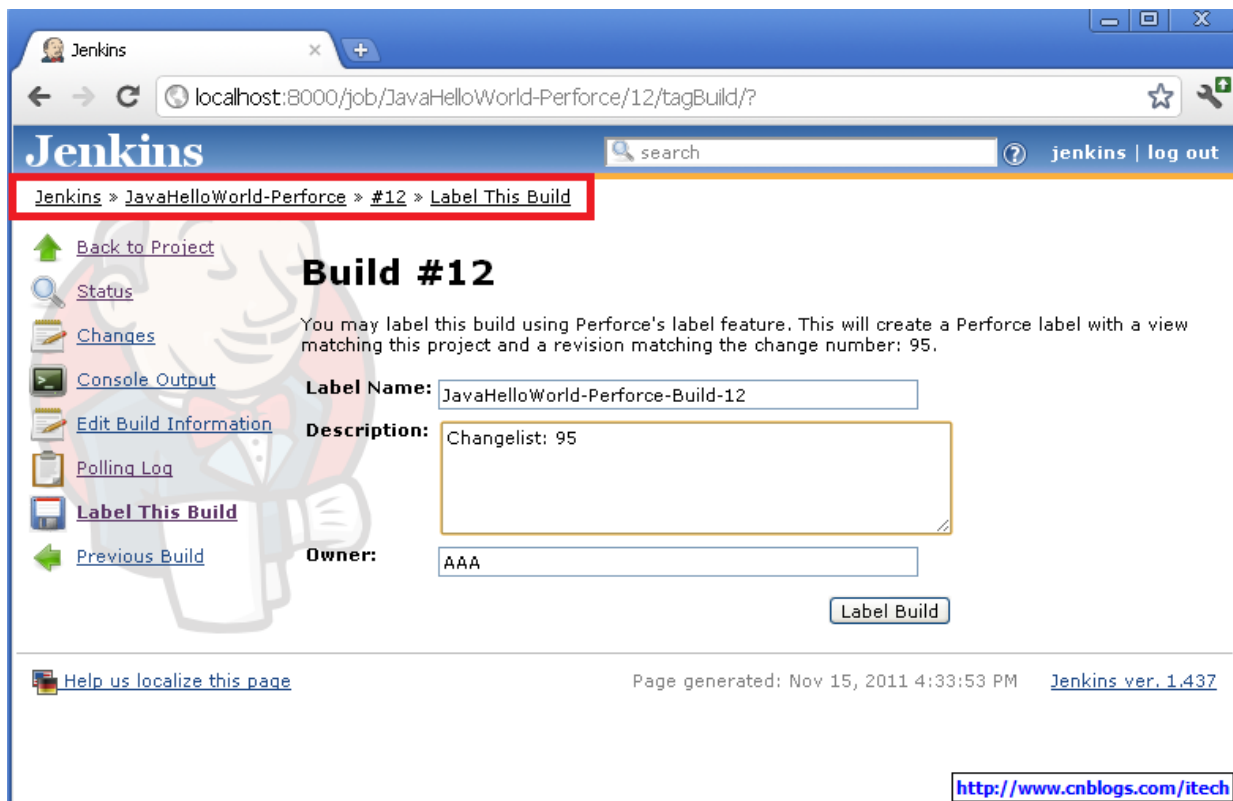 Jenkins
localhost:8000/job/JavaHelloWorld-Perforce/12/tagBuild/?
Jenkins
search
jenkins | log out
Jenkins » JavaHelloWorld-Perforce » #12 » Label This Build
Back to Project
Status
Changes
Console Output
Edit Build Information
Polling Log
Label This Build
Previous Build
Build #12
You may label this build using Perforce's label feature. This will create a Perforce label with a view
matching this project and a revision matching the change number: 95.
Label Name: JavaHelloWorld-Perforce-Build-12
Description: Changelist: 95
Owner: AAA
Label Build
Help us localize this page
Page generated: Nov 15, 2011 4:33:53 PM
Jenkins ver. 1.437
http://www.cnblogs.com/itech